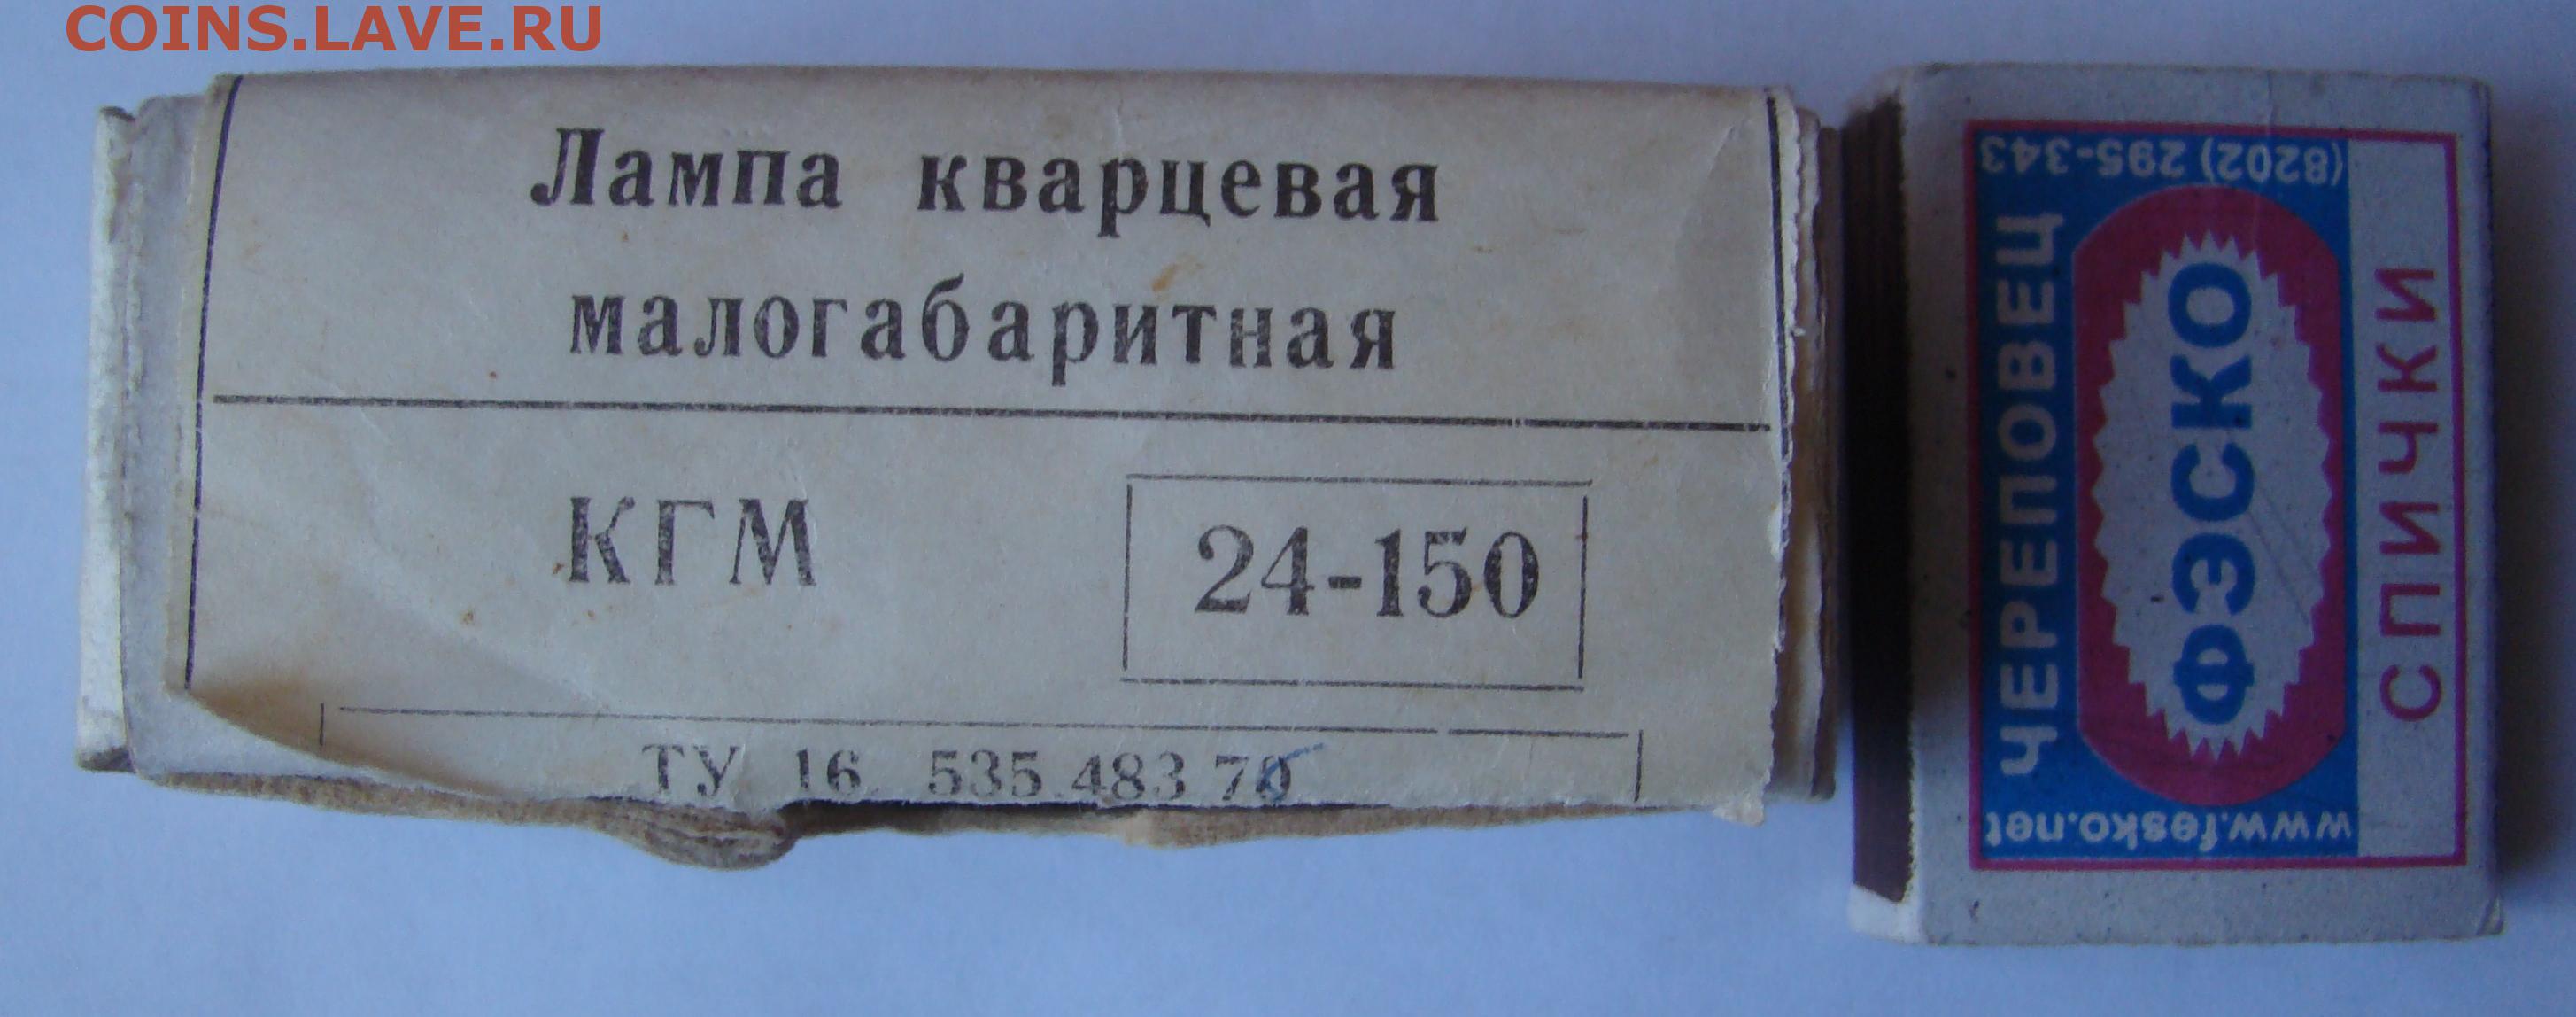 COINS.LAVE.RU
Лампа кварцевая
малогабаритная
КГМ
24-150
ТУ 16. 535.483 70
(8202) 295-343
ЧЕРЕПОВЕЦ
ФЭСКО
СПИЧКИ
www.fesko.net